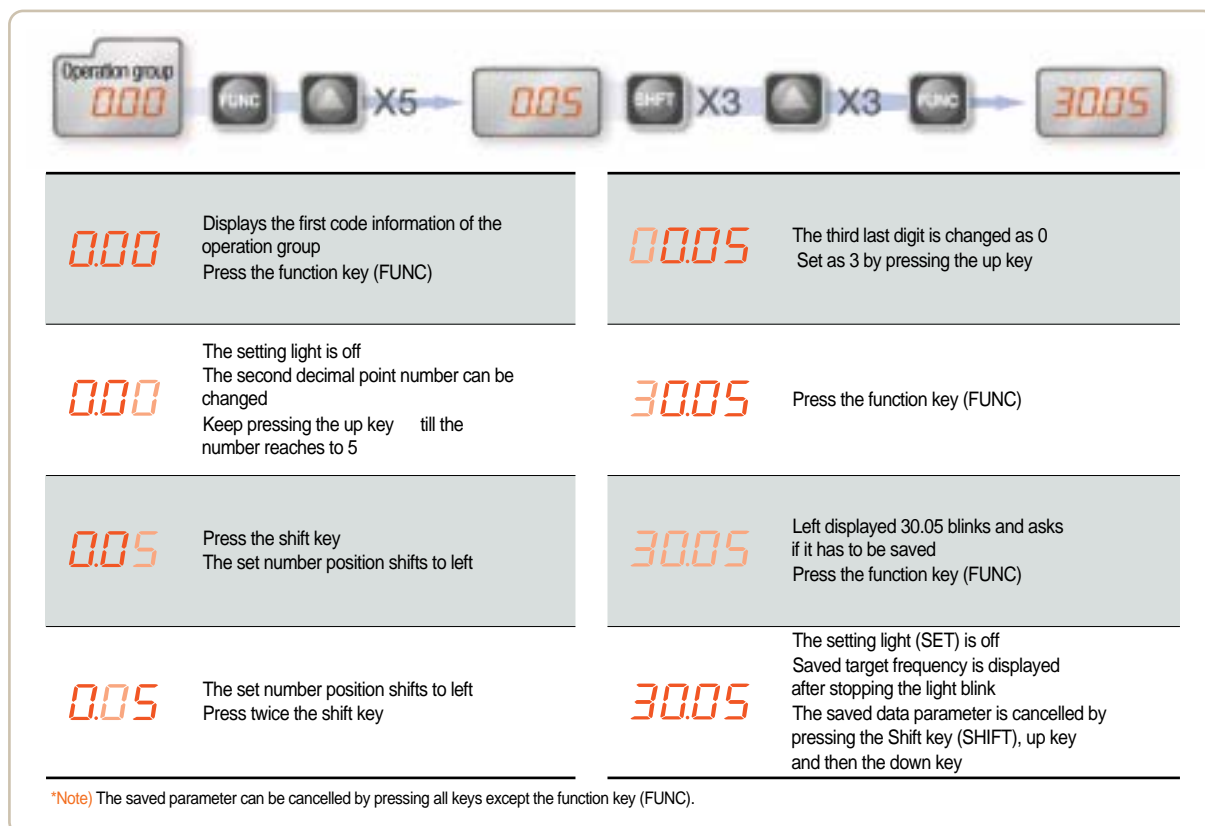 Operation group
0.00
FUNC
X5
0.05
SHFT
X3
X3
FUNC
30.05
0.00
Displays the first code information of the
operation group
Press the function key (FUNC)
0.00
The setting light is off
The second decimal point number can be
changed
Keep pressing the up key till the
number reaches to 5
0.05
Press the shift key
The set number position shifts to left
0.05
The set number position shifts to left
Press twice the shift key
00.05
The third last digit is changed as 0
Set as 3 by pressing the up key
30.05
Press the function key (FUNC)
30.05
Left displayed 30.05 blinks and asks
if it has to be saved
Press the function key (FUNC)
30.05
The setting light (SET) is off
Saved target frequency is displayed
after stopping the light blink
The saved data parameter is cancelled by
pressing the Shift key (SHIFT), up key
and then the down key
*Note) The saved parameter can be cancelled by pressing all keys except the function key (FUNC).